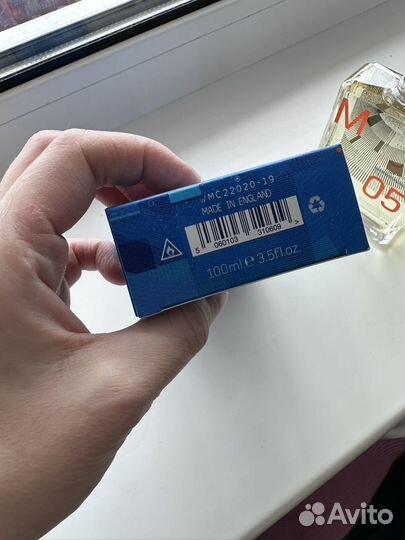 WMC22020-19
MADE IN ENGLAND
5 060103 310609 >
100ml e 3.5fl.oz.
M
05
Avito